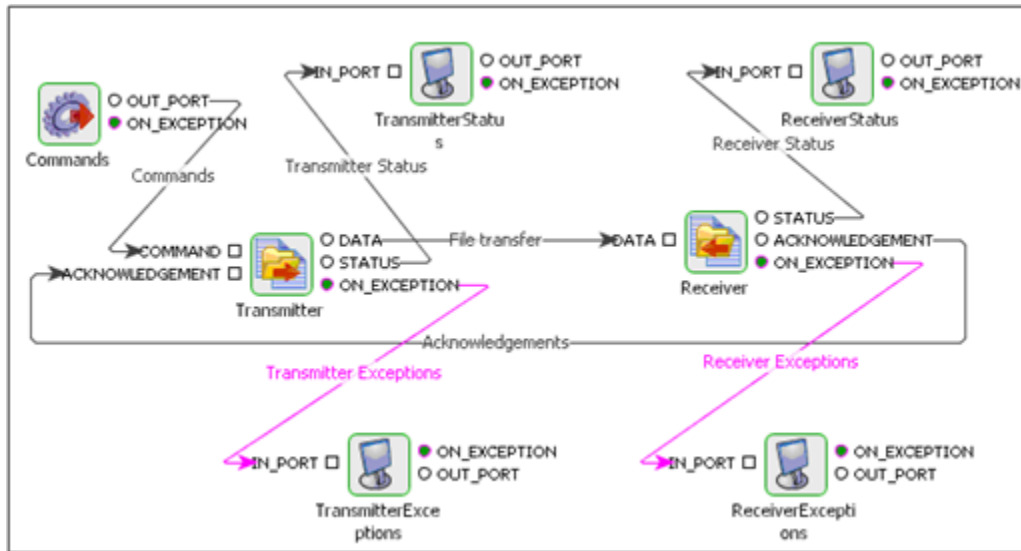 OUT_PORT
ON_EXCEPTION
Commands
Commands
IN_PORT
OUT_PORT
ON_EXCEPTION
TransmitterStatu
s
Transmitter Status
IN_PORT
OUT_PORT
ON_EXCEPTION
ReceiverStatus
Receiver Status
COMMAND
ACKNOWLEDGEMENT
DATA
STATUS
ON_EXCEPTION
Transmitter
File transfer
DATA
STATUS
ACKNOWLEDGEMENT
ON_EXCEPTION
Receiver
Acknowledgements
Transmitter Exceptions
Receiver Exceptions
IN_PORT
ON_EXCEPTION
OUT_PORT
TransmitterExce
ptions
IN_PORT
ON_EXCEPTION
OUT_PORT
ReceiverExcepti
ons